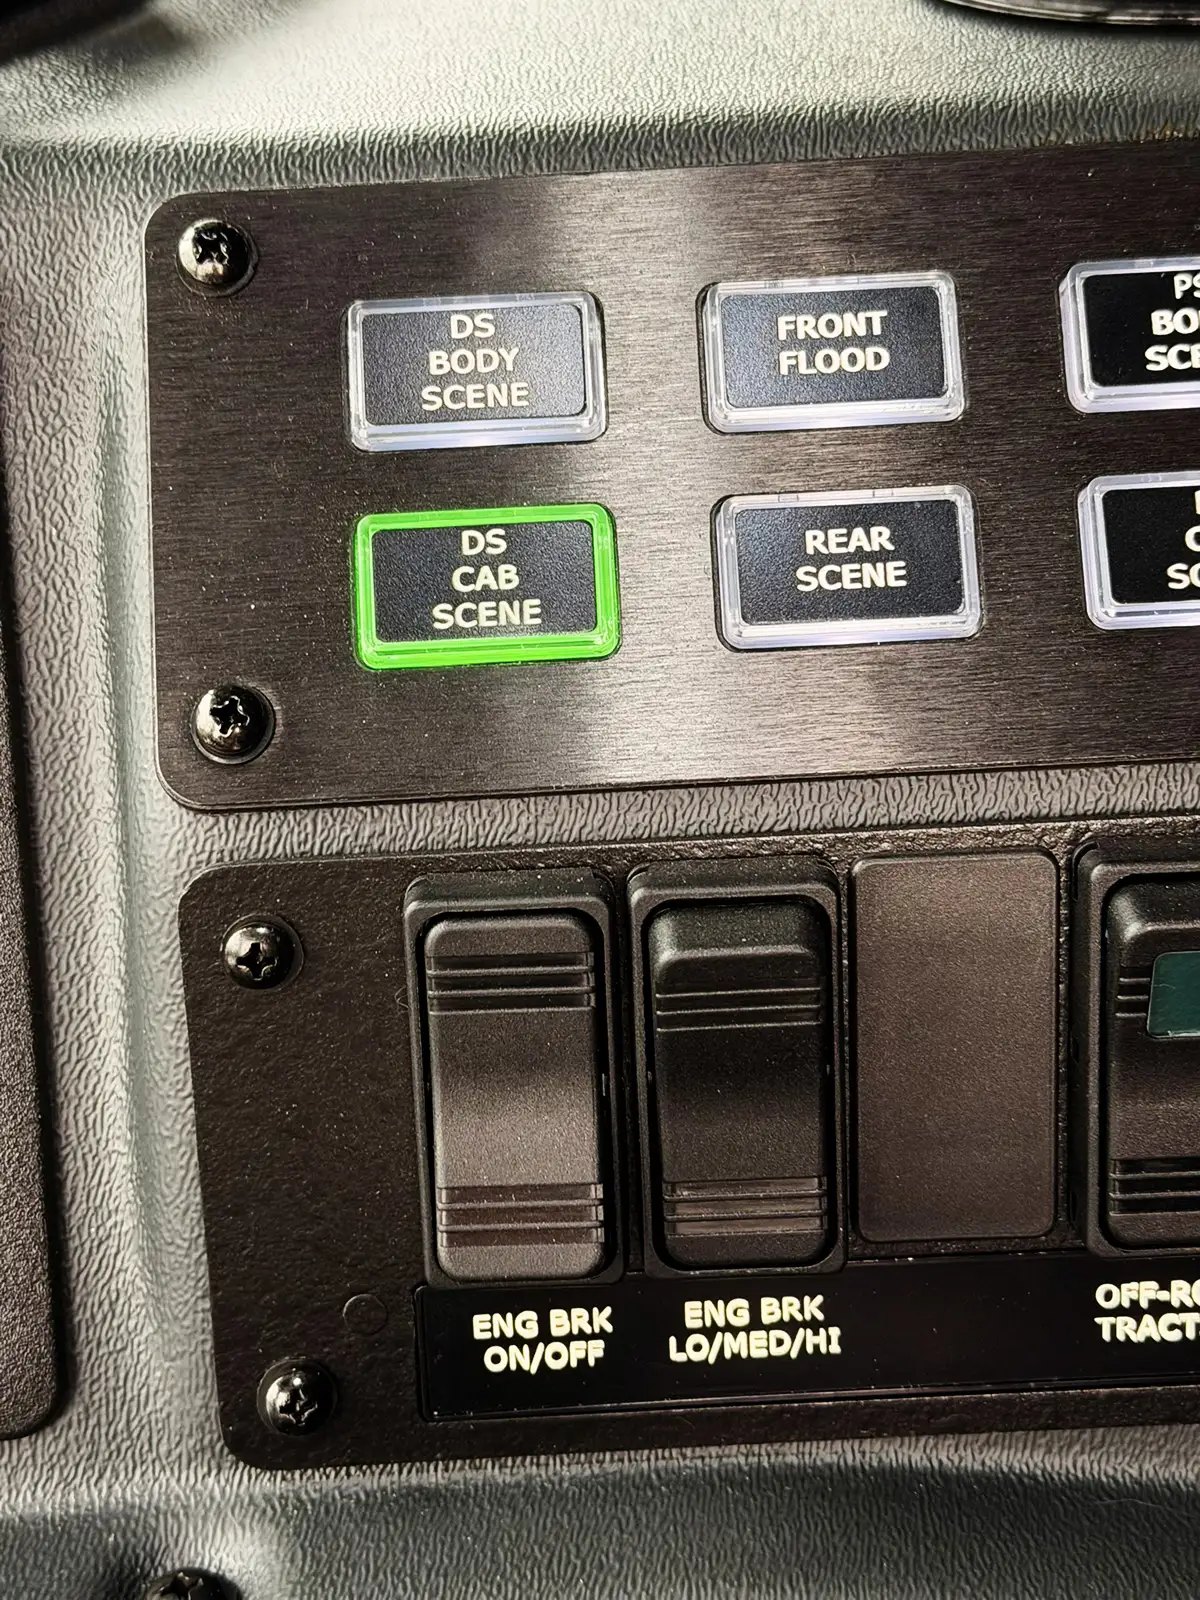 DS
BODY
SCENE
FRONT
FLOOD
DS
CAB
SCENE
REAR
SCENE
ENG BRK
ON/OFF
ENG BRK
LO/MED/HI